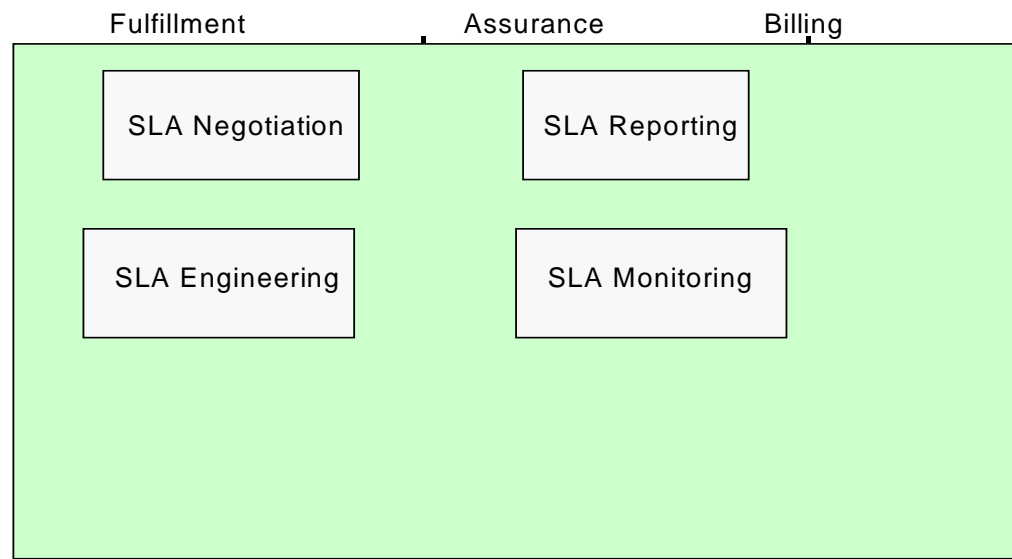 Fulfillment Assurance Billing
SLA Negotiation SLA Reporting
SLA Engineering SLA Monitoring